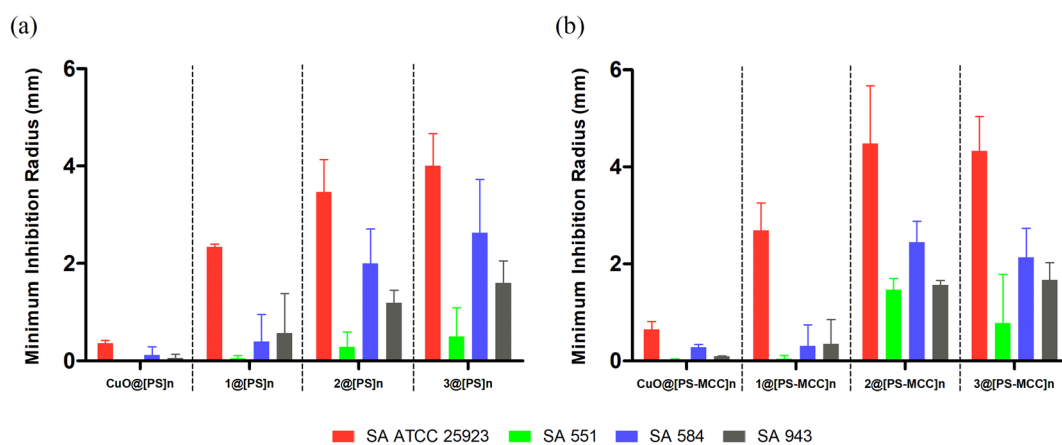 (a)
Minimum Inhibition Radius (mm)
6
4
2
0
CuO@[PS]n
1@[PS]n
2@[PS]n
3@[PS]n
(b)
Minimum Inhibition Radius (mm)
6
4
2
0
CuO@[PS-MCC]n
1@[PS-MCC]n
2@[PS-MCC]n
3@[PS-MCC]n
SA ATCC 25923
SA 551
SA 584
SA 943